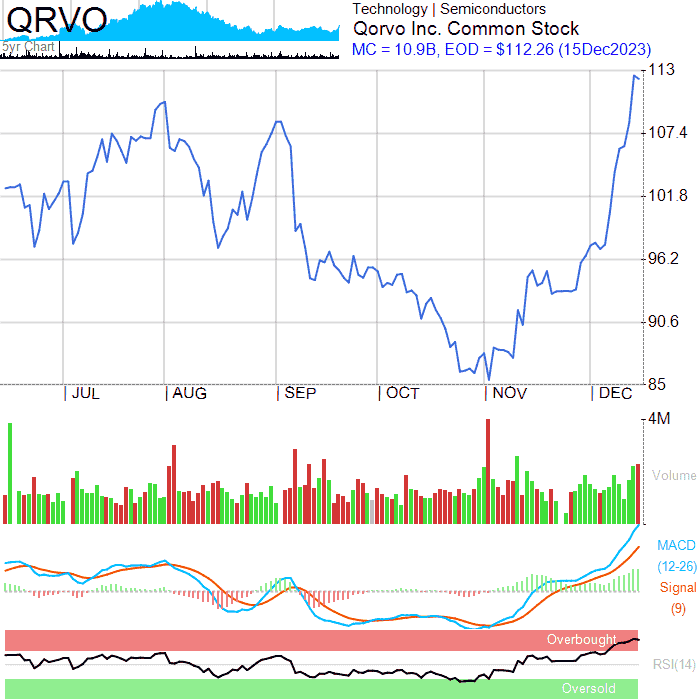 QRVO
5yr Chart
Technology | Semiconductors
Qorvo Inc. Common Stock
MC = 10.9B, EOD = $112.26 (15Dec2023)
113
107.4
101.8
96.2
90.6
85
JUL
AUG
SEP
OCT
NOV
DEC
4M
Volume
MACD
(12-26)
Signal
(9)
Overbought
RSI(14)
Oversold